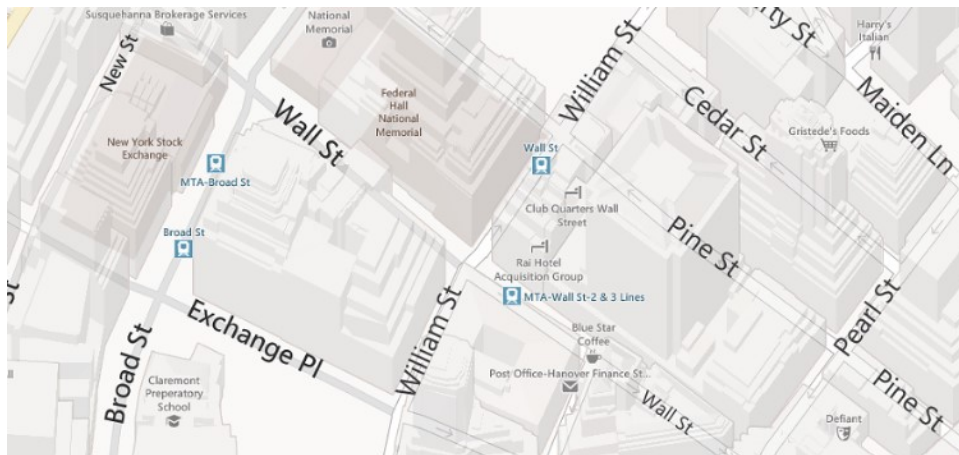 Susquehanna Brokerage Services
National
Memorial
New St
William St
Harry's
Italian
Federal
Hall
National
Memorial
Wall St
Cedar St
Maiden Ln
Gristede's Foods
New York Stock
Exchange
MTA-Broad St
Wall St
Club Quarters Wall
Street
Broad St
Pine St
Rai Hotel
Acquisition Group
MTA-Wall St-2 & 3 Lines
Exchange Pl
William St
Blue Star
Coffee
Pearl St
Broad St
Claremont
Preperatory
School
Post Office-Hanover Finance St...
Wall St
Pine St
Defiant